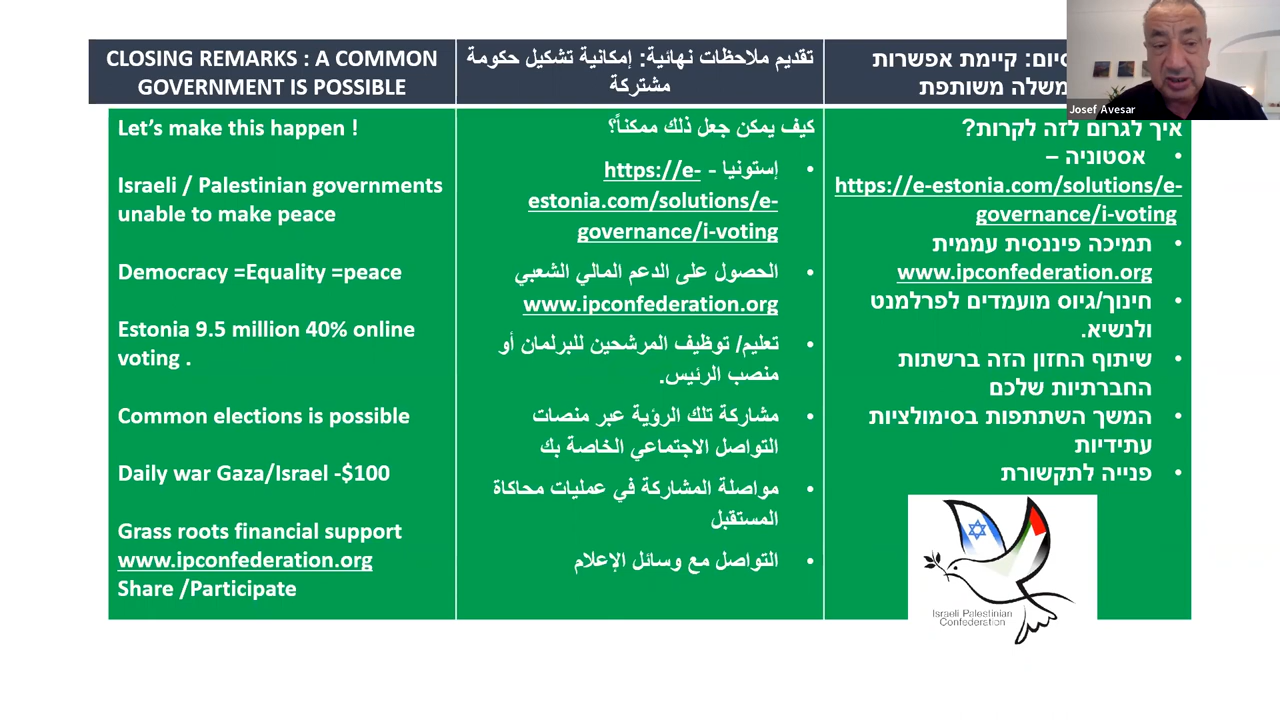 CLOSING REMARKS : A COMMON
GOVERNMENT IS POSSIBLE
Let's make this happen !
Israeli / Palestinian governments
unable to make peace
Democracy =Equality =peace
Estonia 9.5 million 40% online
voting .
Common elections is possible
Daily war Gaza/Israel -$100
Grass roots financial support
www.ipconfederation.org
Share /Participate
تقديم ملاحظات نهائية: إمكانية تشكيل حكومة
مشتركة
كيف يمكن جعل ذلك ممكناً؟
• إستونيا - https://e-
estonia.com/solutions/e-
governance/i-voting
• الحصول على الدعم المالي الشعبي
www.ipconfederation.org
• تعليم/ توظيف المرشحين للبرلمان أو
منصب الرئيس.
• مشاركة تلك الرؤية عبر منصات
التواصل الاجتماعي الخاصة بك
• مواصلة المشاركة في عمليات محاكاة
المستقبل
• التواصل مع وسائل الإعلام
קיימת אפשרות
משותפת
איך לגרום לזה לקרות?
• אסטוניה –
https://e-estonia.com/solutions/e-
governance/i-voting
• תמיכה פיננסית עממית
www.ipconfederation.org
• חינוך/גיוס מועמדים לפרלמנט
ולנשיא.
• שיתוף החזון הזה ברשתות
החברתיות שלכם
• המשך השתתפות בסימולציות
עתידיות
• פנייה לתקשורת
Israeli Palestinian
Confederation
Josef Avesar